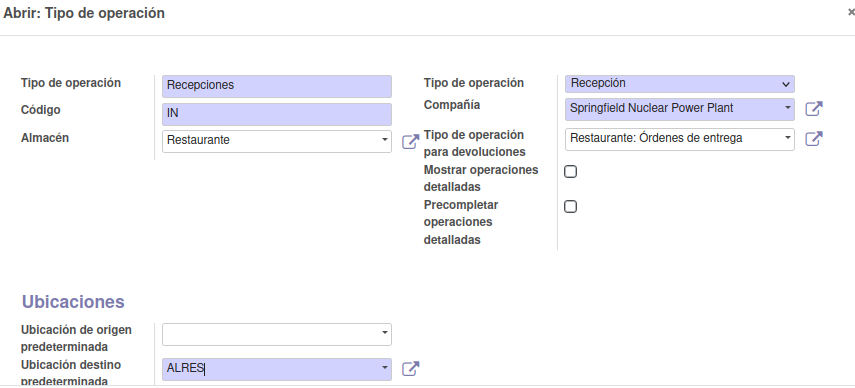 Abrir: Tipo de operación
×
Tipo de operación
Recepciones
Código
IN
Almacén
Restaurante
Tipo de operación
Recepción
Compañía
Springfield Nuclear Power Plant
Tipo de operación
para devoluciones
Restaurante: Órdenes de entrega
Mostrar operaciones
detalladas
Precompletar
operaciones
detalladas
Ubicaciones
Ubicación de origen
predeterminada
Ubicación destino
predeterminada
ALRES